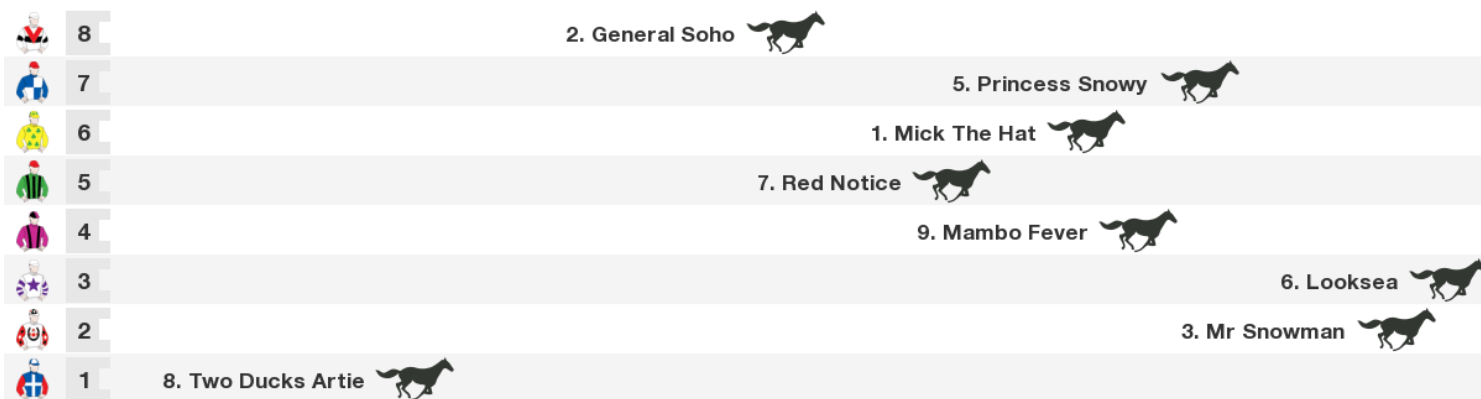 8 2. General Soho
7 5. Princess Snowy
6 1. Mick The Hat
5 7. Red Notice
4 9. Mambo Fever
3 6. Looksea
2 3. Mr Snowman
1 8. Two Ducks Artie